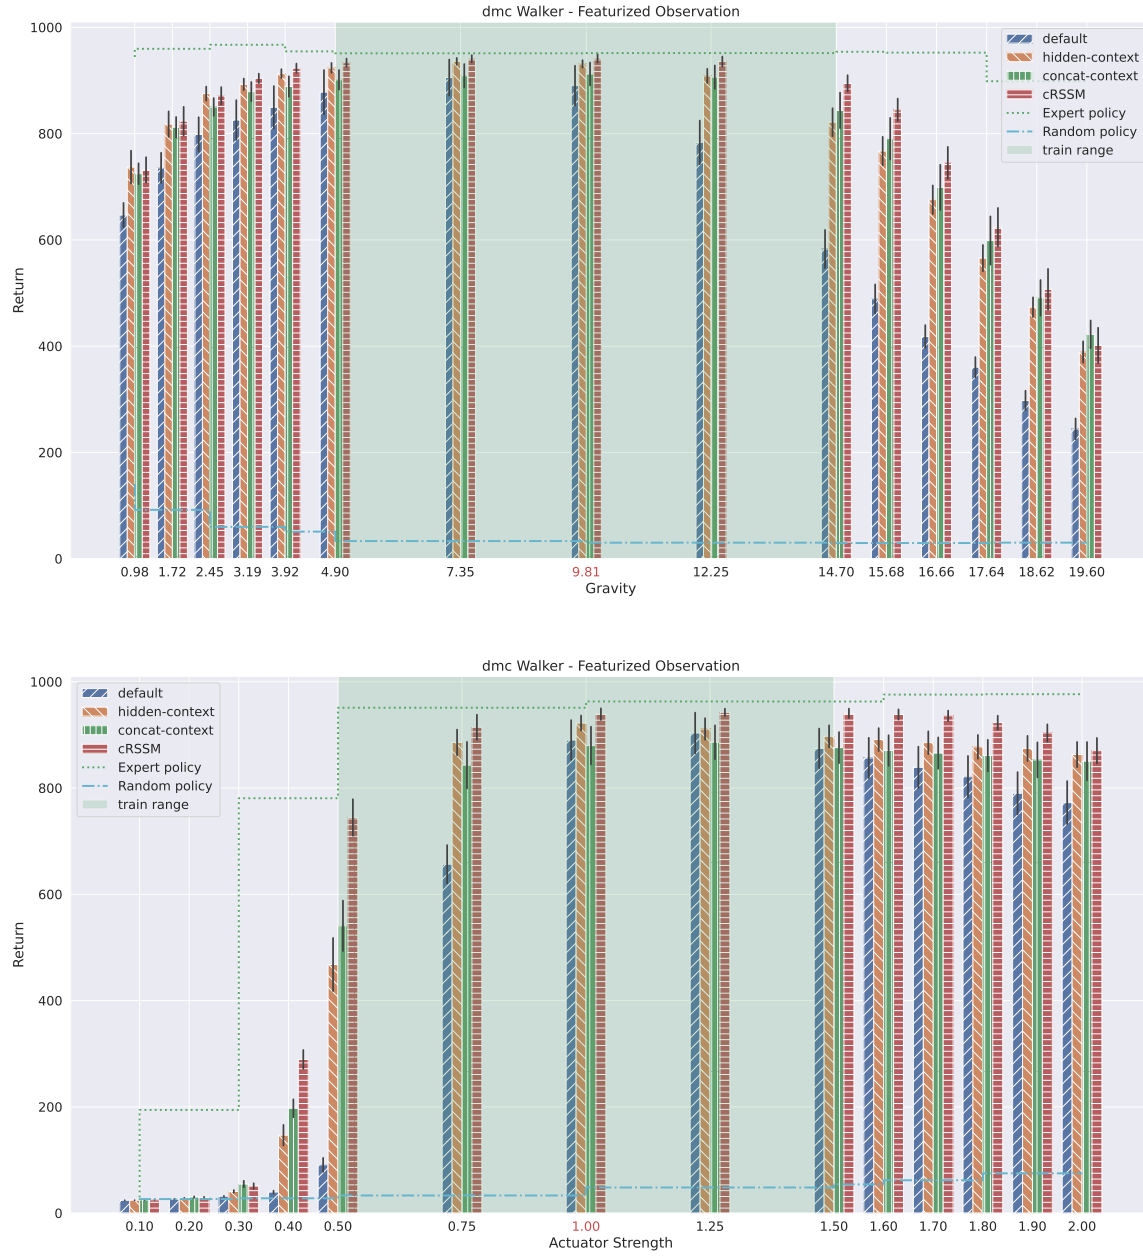 dmc Walker - Featurized Observation
1000
800
600
400
200
0
Return
default
hidden-context
concat-context
cRSSM
Expert policy
Random policy
train range
0.98 1.72 2.45 3.19 3.92 4.90 7.35 9.81 12.25 14.70 15.68 16.66 17.64 18.62 19.60
Gravity
dmc Walker - Featurized Observation
1000
800
600
400
200
0
Return
default
hidden-context
concat-context
cRSSM
Expert policy
Random policy
train range
0.10 0.20 0.30 0.40 0.50 0.75 1.00 1.25 1.50 1.60 1.70 1.80 1.90 2.00
Actuator Strength